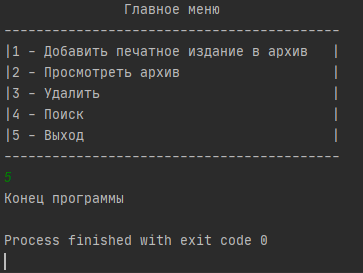 Главное меню
------------------------------------------
|1 - Добавить печатное издание в архив   |
|2 - Просмотреть архив                   |
|3 - Удалить                             |
|4 - Поиск                               |
|5 - Выход                               |
------------------------------------------
5
Конец программы
Process finished with exit code 0